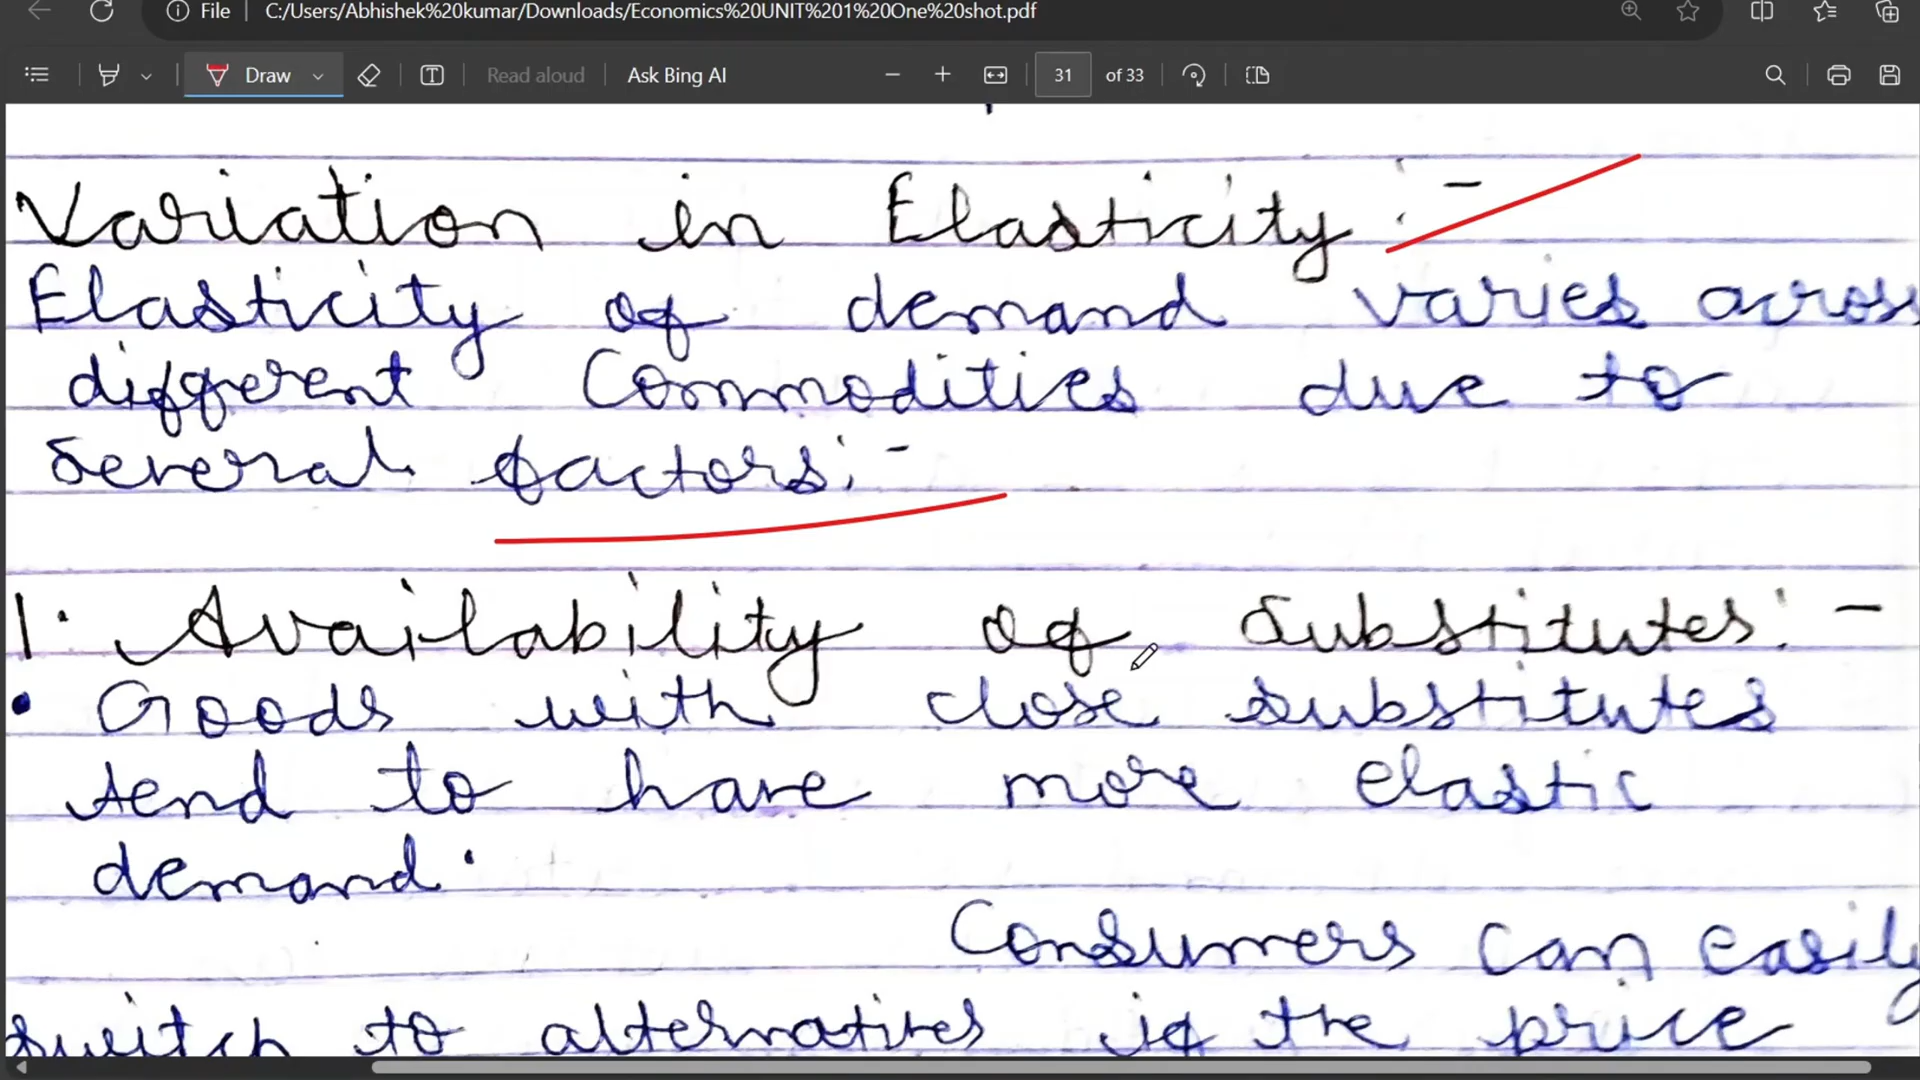 File C:/Users/Abhishek%20kumar/Downloads/Economics%20UNIT%201%20One%20shot.pdf
Draw Read aloud Ask Bing AI 31 of 33
Variation in Elasticity :-
Elasticity of demand varies across
different Commodities due to
Several factors:-
1. Availability of Substitutes:-
• Goods with close substitutes
tend to have more elastic
demand.
Consumers can easily
switch to alternatives if the price